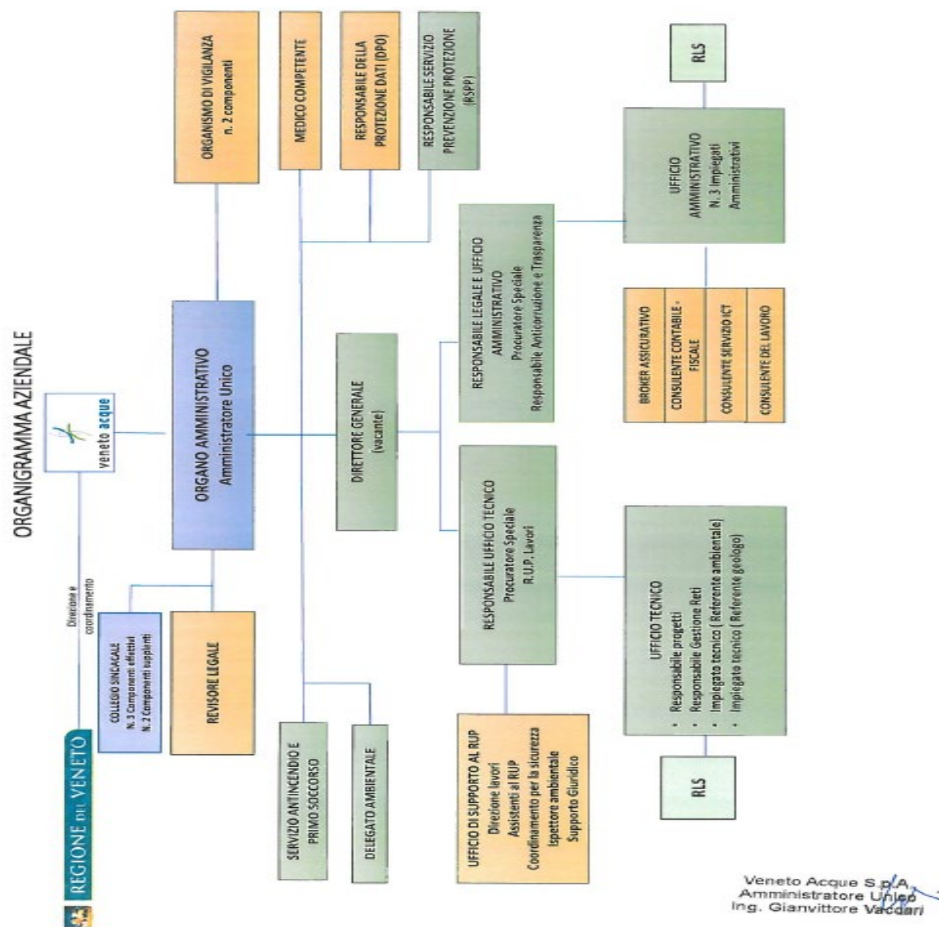 ORGANIGRAMMA AZIENDALE
REGIONE DEL VENETO
Direzione e
coordinamento
veneto acque
COLLEGIO SINDACALE
N. 3 Componenti effettivi
N. 2 Componenti supplenti
REVISORE LEGALE
ORGANO AMMINISTRATIVO
Amministratore Unico
ORGANISMO DI VIGILANZA
n. 2 componenti
SERVIZIO ANTINCENDIO E
PRIMO SOCCORSO
DELEGATO AMBIENTALE
MEDICO COMPETENTE
RESPONSABILE DELLA
PROTEZIONE DATI (DPO)
RESPONSABILE SERVIZIO
PREVENZIONE PROTEZIONE
(RSPP)
DIRETTORE GENERALE
(vacante)
UFFICIO DI SUPPORTO AL RUP
Direzione lavori
Assistenti al RUP
Coordinamento per la sicurezza
Ispettore ambientale
Supporto Giuridico
RESPONSABILE UFFICIO TECNICO
Procuratore Speciale
R.U.P. Lavori
RESPONSABILE LEGALE E UFFICIO
AMMINISTRATIVO
Procuratore Speciale
Responsabile Anticorruzione e Trasparenza
RLS
UFFICIO TECNICO
• Responsabile progetti
• Responsabile Gestione Reti
• Impiegato tecnico ( Referente ambientale)
• Impiegato tecnico ( Referente geologo)
BROKER ASSICURATIVO
CONSULENTE CONTABILE -
FISCALE
CONSULENTE SERVIZIO ICT
CONSULENTE DEL LAVORO
UFFICIO
AMMINISTRATIVO
N. 3 Impiegati
Amministrativi
RLS
Veneto Acque S.p.A.
Amministratore Unico
Ing. Gianvittore Vaccari